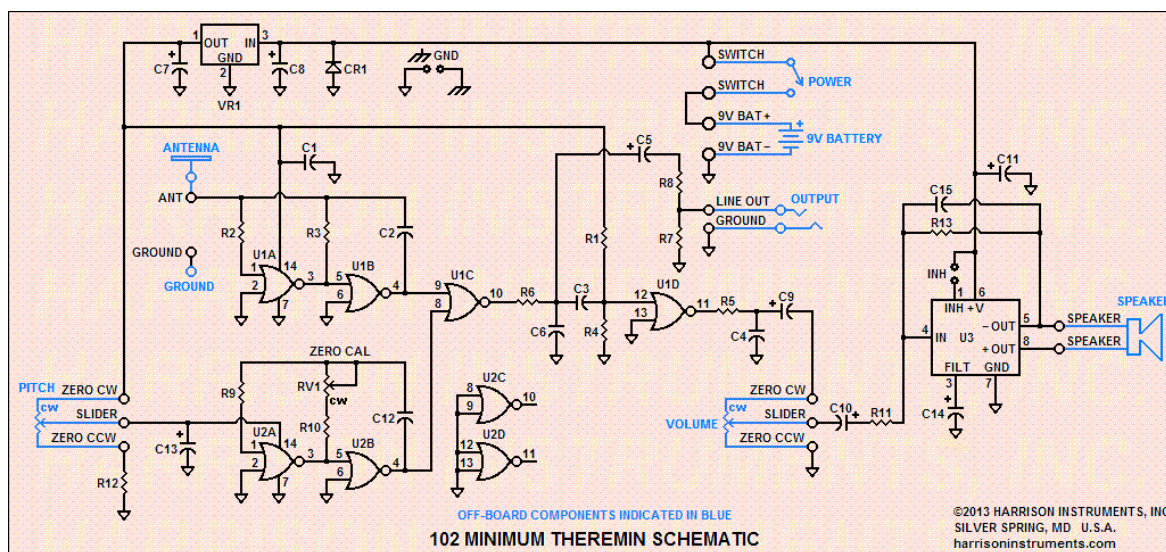 1 OUT IN 3
GND
2
C7
C8
CR1
VR1
GND
SWITCH
SWITCH
POWER
9V BAT+
9V BAT−
9V BATTERY
ANTENNA
ANT
C1
C5
R8
LINE OUT
OUTPUT
GROUND
R7
C11
C15
R13
R2
R3
C2
R1
GROUND
GROUND
U1A
1
2
14
3
7
U1B
5
6
4
U1C
9
8
10
R6
C3
C6
R4
U1D
12
13
11
R5
C9
C4
INH
1
6
INH +V
4 IN
U3
−OUT 5
+OUT 8
FILT
GND
3
7
C14
SPEAKER
SPEAKER
SPEAKER
PITCH
ZERO CW
cw
SLIDER
ZERO CCW
R12
C13
R9
ZERO CAL
RV1
cw
R10
C12
U2A
1
2
14
3
7
U2B
5
6
4
U2C
8
9
10
U2D
12
13
11
ZERO CW
cw
SLIDER
VOLUME
ZERO CCW
C10
R11
OFF-BOARD COMPONENTS INDICATED IN BLUE
102 MINIMUM THEREMIN SCHEMATIC
©2013 HARRISON INSTRUMENTS, INC
SILVER SPRING, MD U.S.A.
harrisoninstruments.com